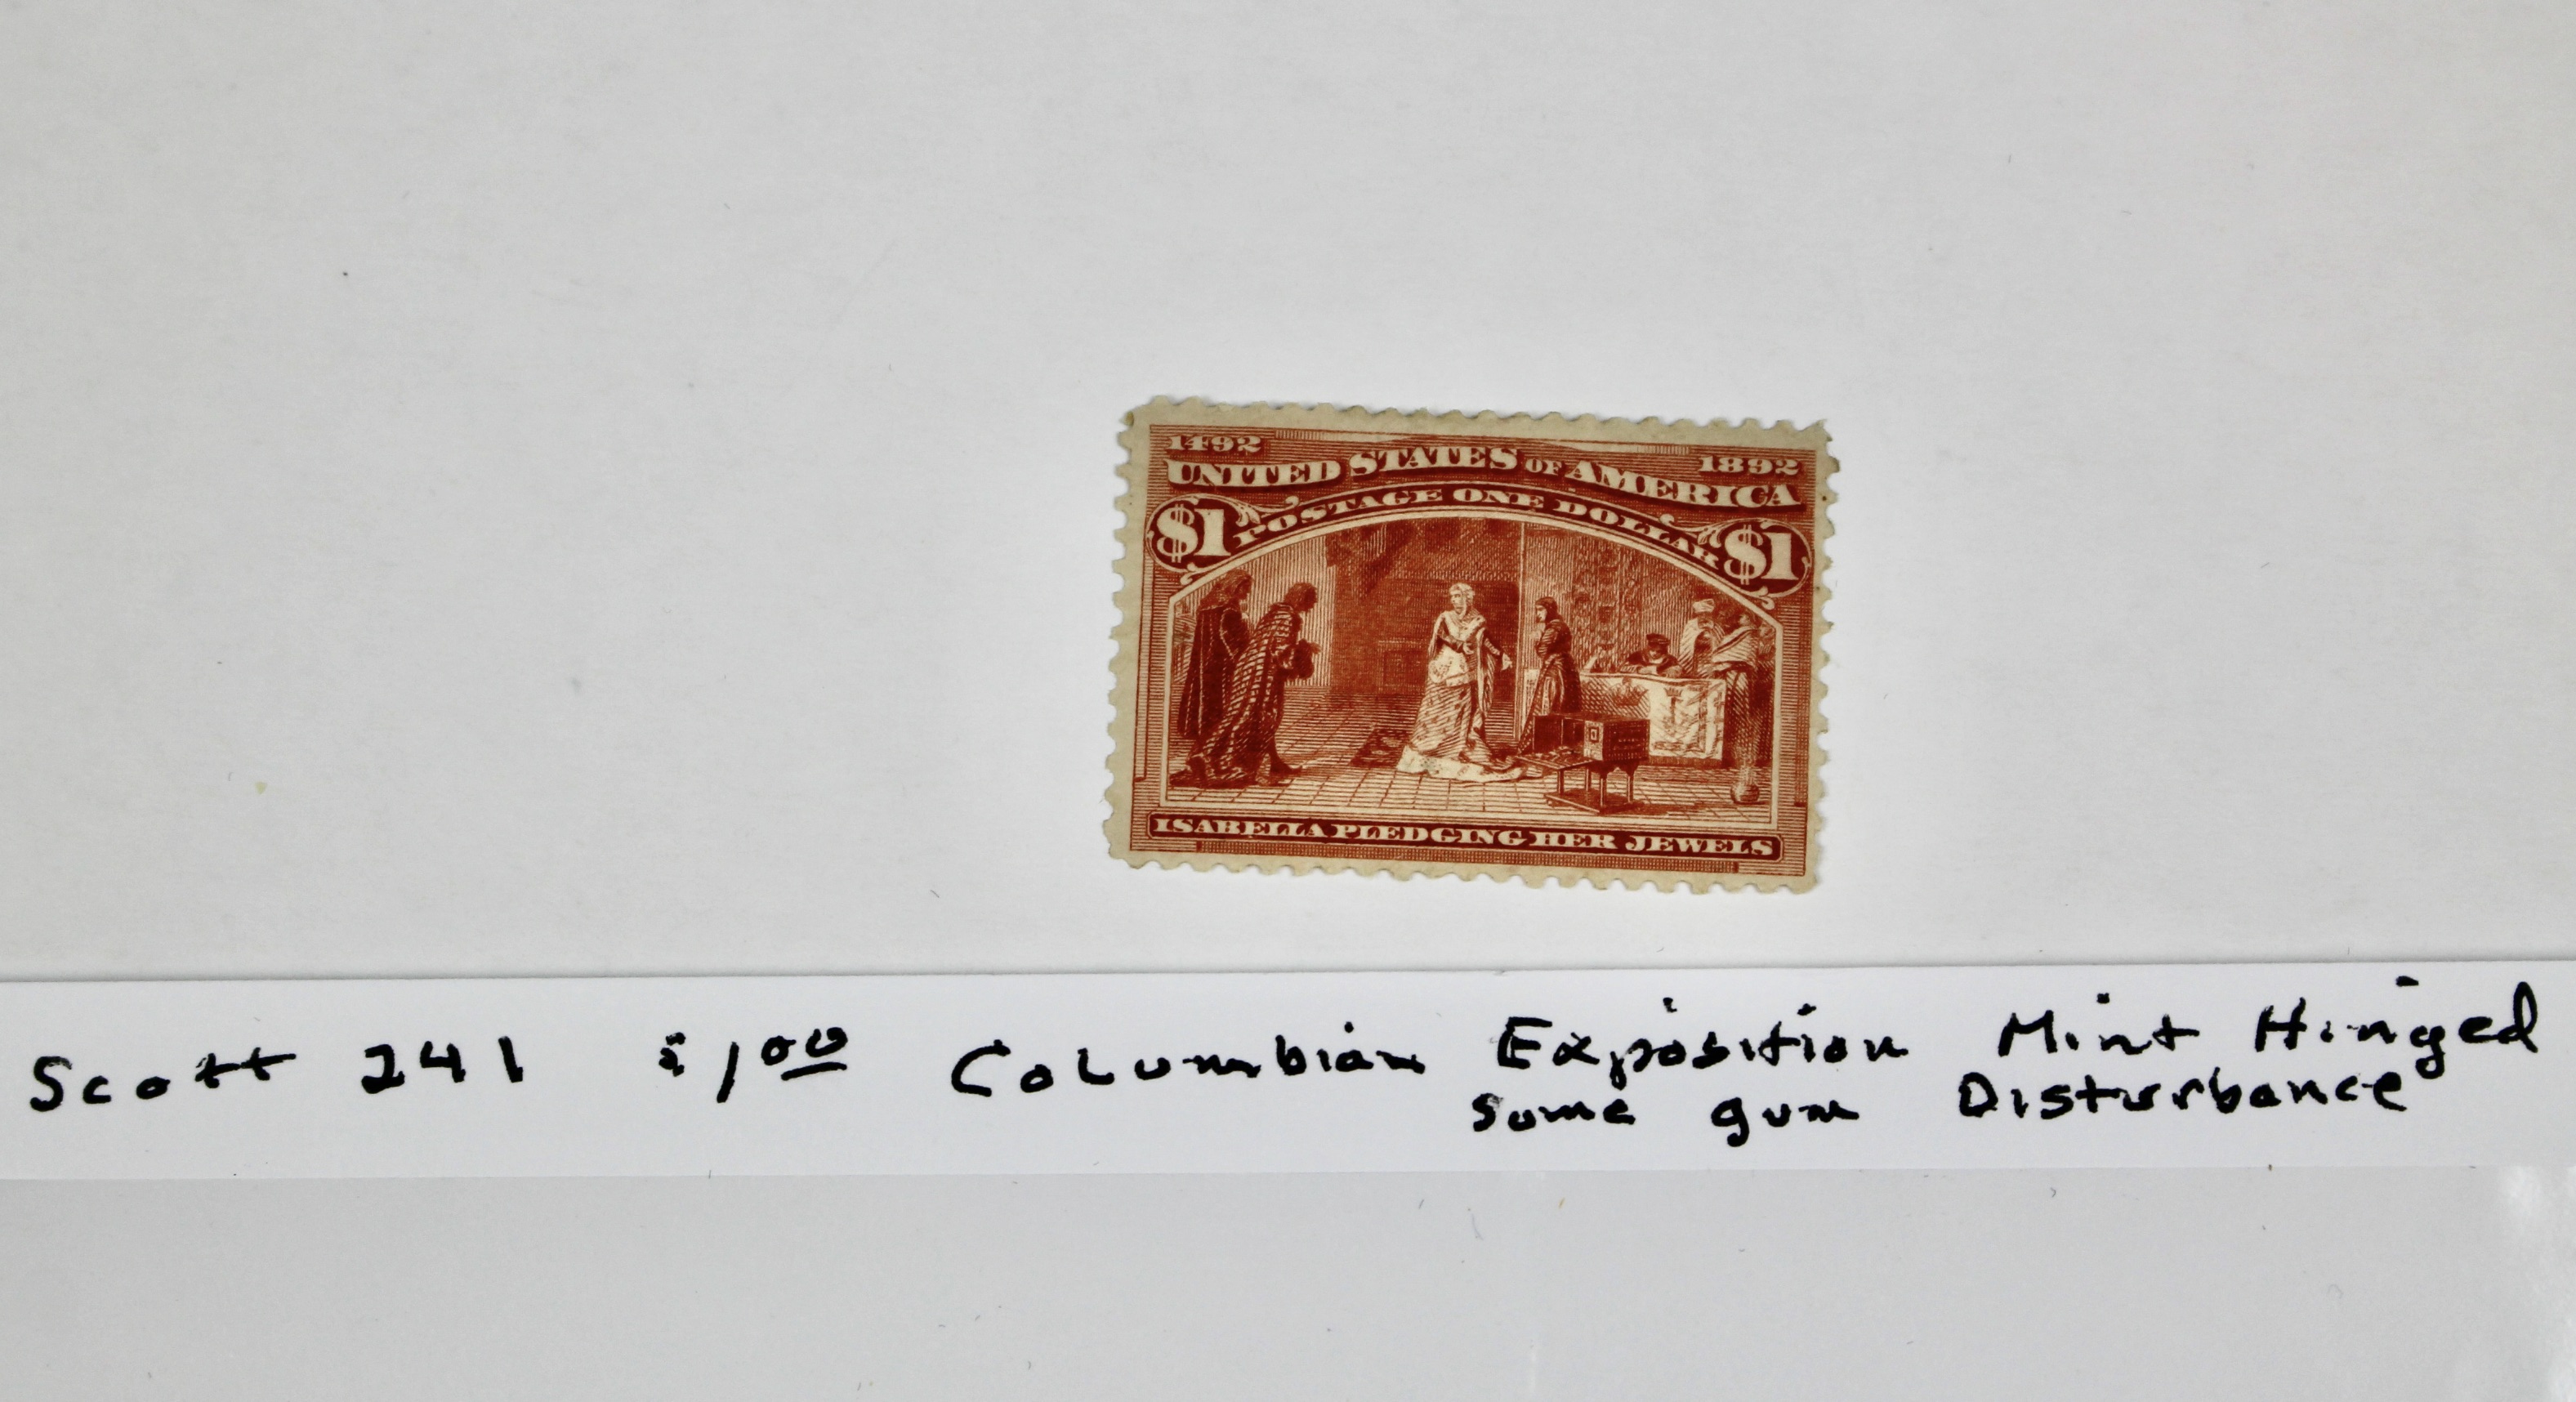 1492
1892
UNITED STATES OF AMERICA
$1 POSTAGE ONE DOLLAR $1
ISABELLA PLEDGING HER JEWELS
Scott 241 $1.00 Columbian Exposition Mint Hinged
some gum Disturbance